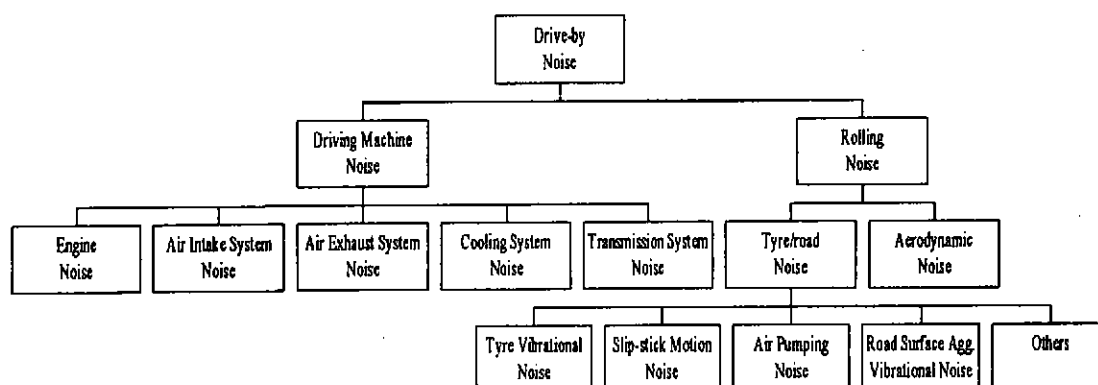 Drive-by
Noise
Driving Machine
Noise
Rolling
Noise
Engine
Noise
Air Intake System
Noise
Air Exhaust System
Noise
Cooling System
Noise
Transmission System
Noise
Tyre/road
Noise
Aerodynamic
Noise
Tyre Vibrational
Noise
Slip-stick Motion
Noise
Air Pumping
Noise
Road Surface Agg.
Vibrational Noise
Others